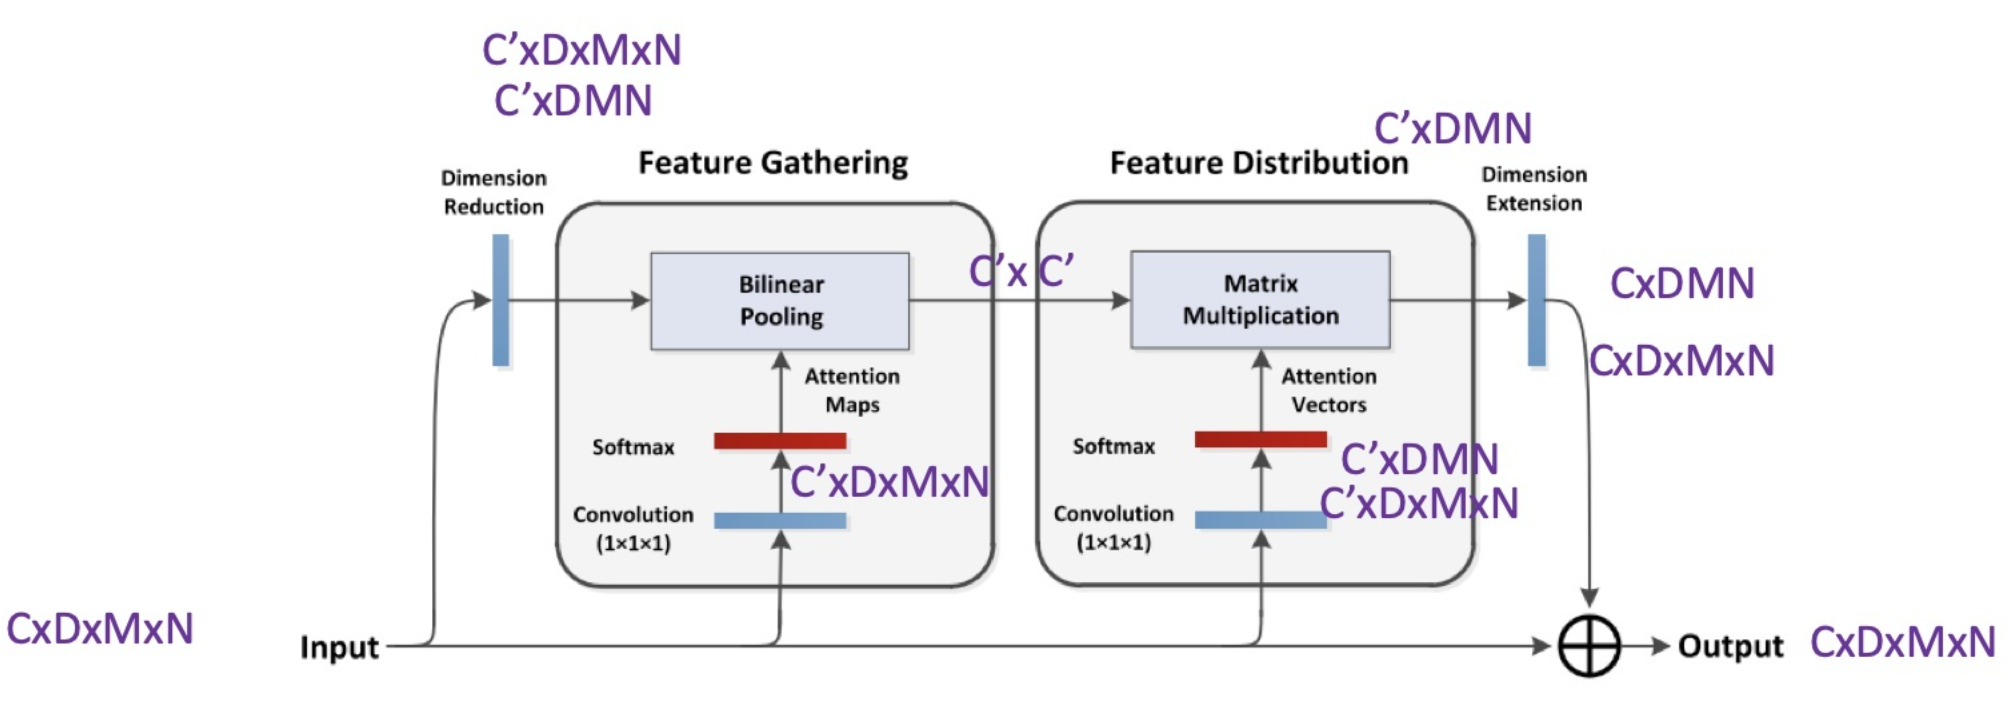 C’xDxMxN
C’xDMN
C’xDMN
Feature Gathering
Feature Distribution
Dimension
Reduction
Dimension
Extension
Bilinear
Pooling
C’x C’
Matrix
Multiplication
CxDMN
CxDxMxN
Attention
Maps
Attention
Vectors
Softmax
C’xDxMxN
Softmax
C’xDMN
C’xDxMxN
Convolution
(1×1×1)
Convolution
(1×1×1)
CxDxMxN
Input
Output
CxDxMxN